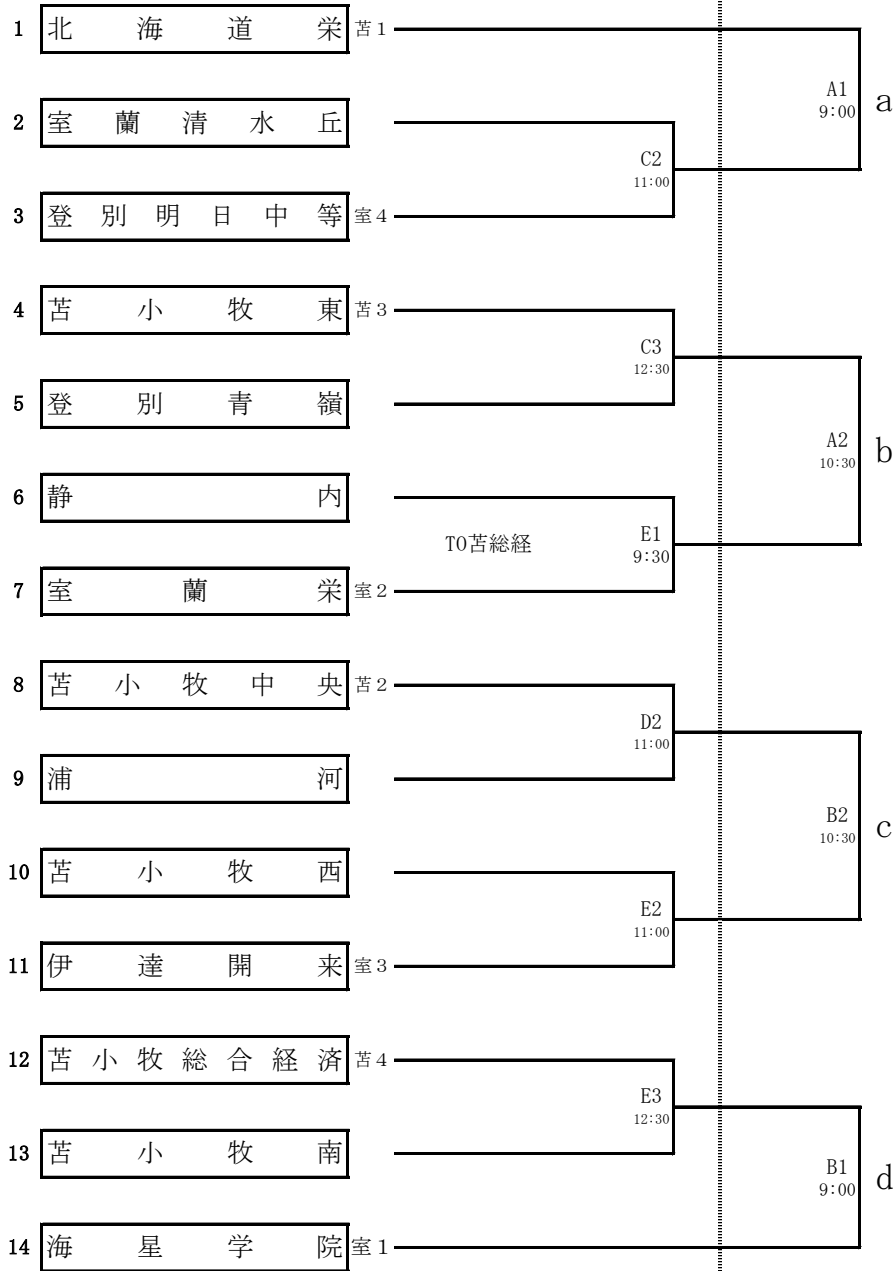 1 北海道栄 苫1
A1
9:00
a
2 室蘭清水丘
C2
11:00
3 登別明日中等 室4
4 苫小牧東 苫3
C3
12:30
5 登別青嶺
A2
10:30
b
6 静内
TO苫総経
E1
9:30
7 室蘭栄 室2
8 苫小牧中央 苫2
D2
11:00
9 浦河
B2
10:30
c
10 苫小牧西
E2
11:00
11 伊達開来 室3
12 苫小牧総合経済 苫4
E3
12:30
13 苫小牧南
B1
9:00
d
14 海星学院 室1